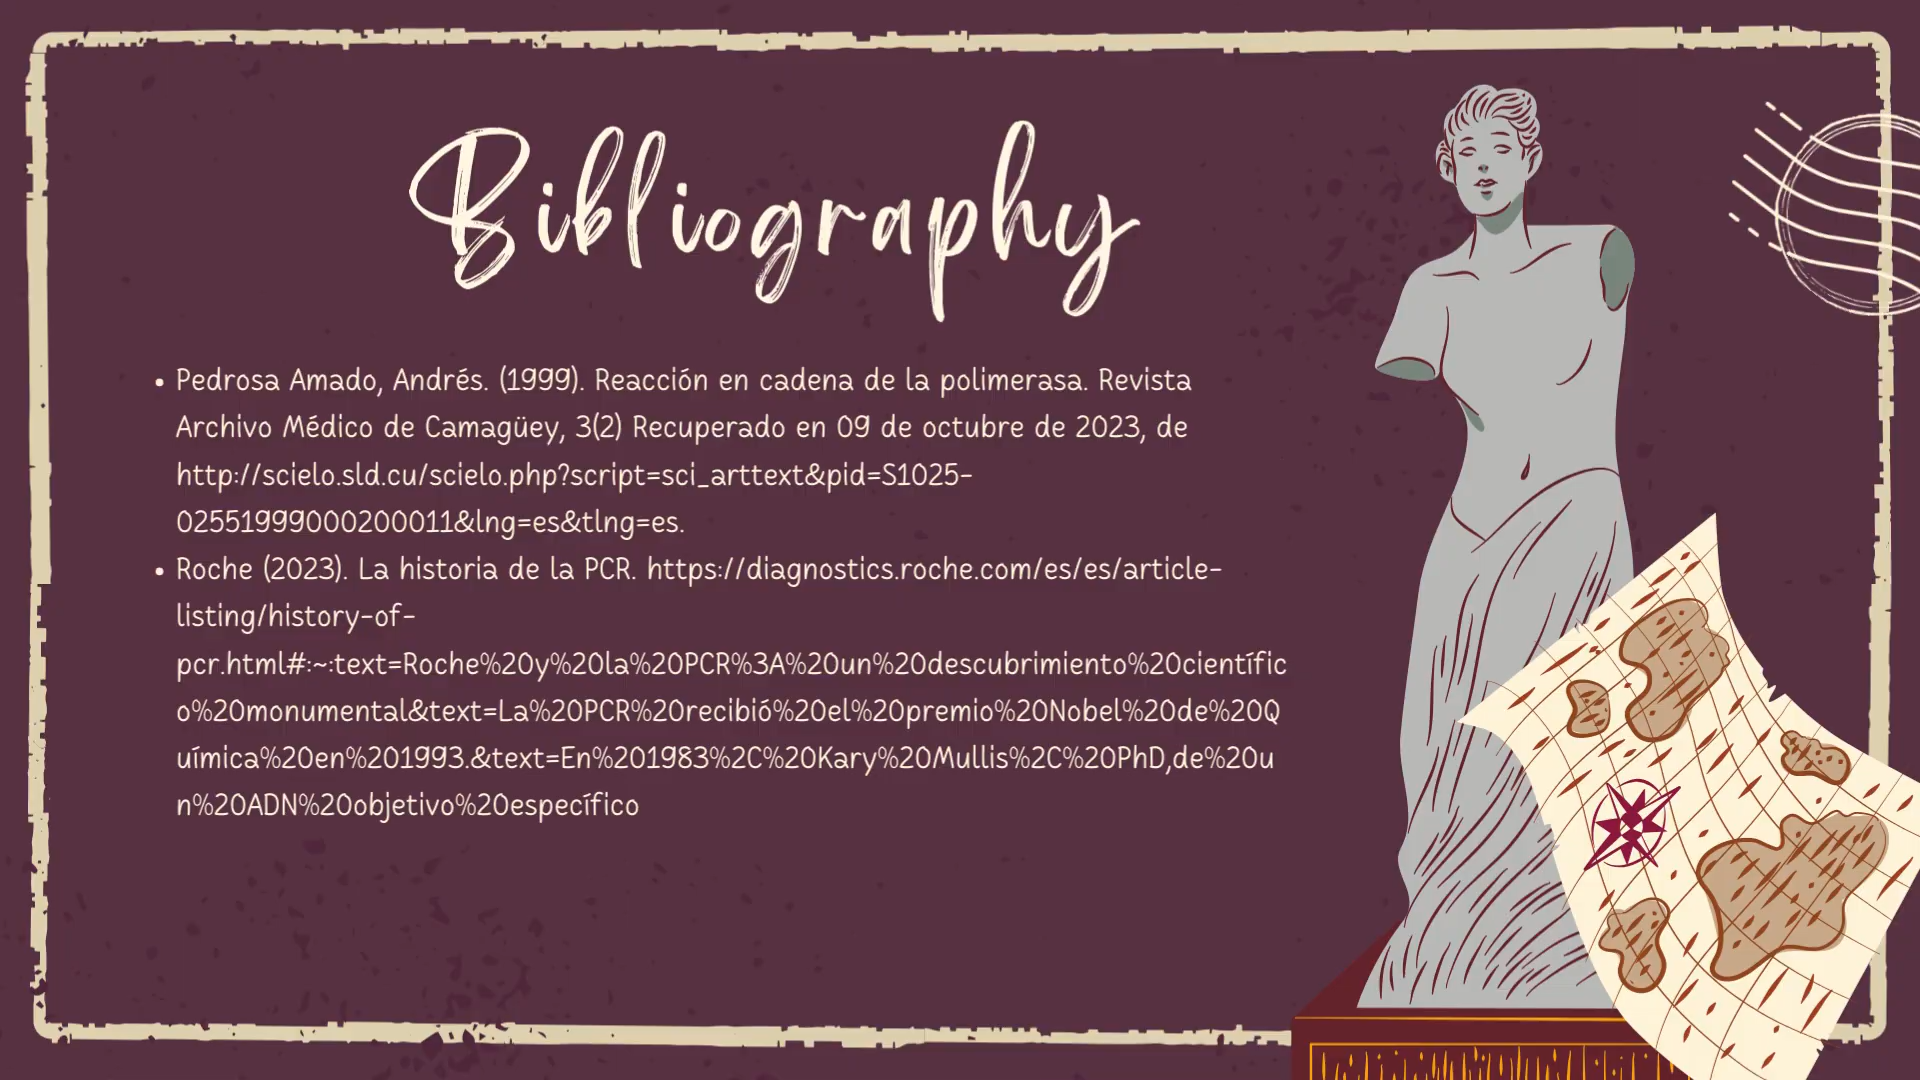 Bibliography
• Pedrosa Amado, Andrés. (1999). Reacción en cadena de la polimerasa. Revista
Archivo Médico de Camagüey, 3(2) Recuperado en 09 de octubre de 2023, de
http://scielo.sld.cu/scielo.php?script=sci_arttext&pid=S1025-
02551999000200011&lng=es&tlng=es.
• Roche (2023). La historia de la PCR. https://diagnostics.roche.com/es/es/article-
listing/history-of-
pcr.html#:~:text=Roche%20y%20la%20PCR%3A%20un%20descubrimiento%20científic
o%20monumental&text=La%20PCR%20recibió%20el%20premio%20Nobel%20de%20Q
uímica%20en%201993.&text=En%201983%2C%20Kary%20Mullis%2C%20PhD,de%20u
n%20ADN%20objetivo%20específico